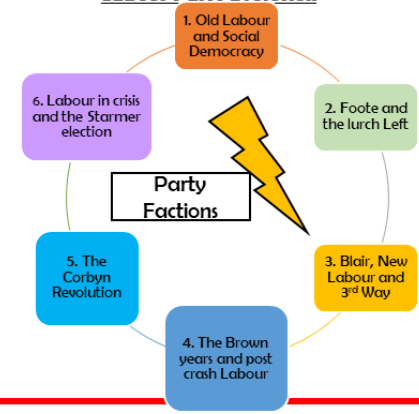 1. Old Labour
and Social
Democracy
2. Foote and
the lurch Left
3. Blair, New
Labour and
3rd Way
4. The Brown
years and post
crash Labour
5. The
Corbyn
Revolution
6. Labour in crisis
and the Starmer
election
Party
Factions